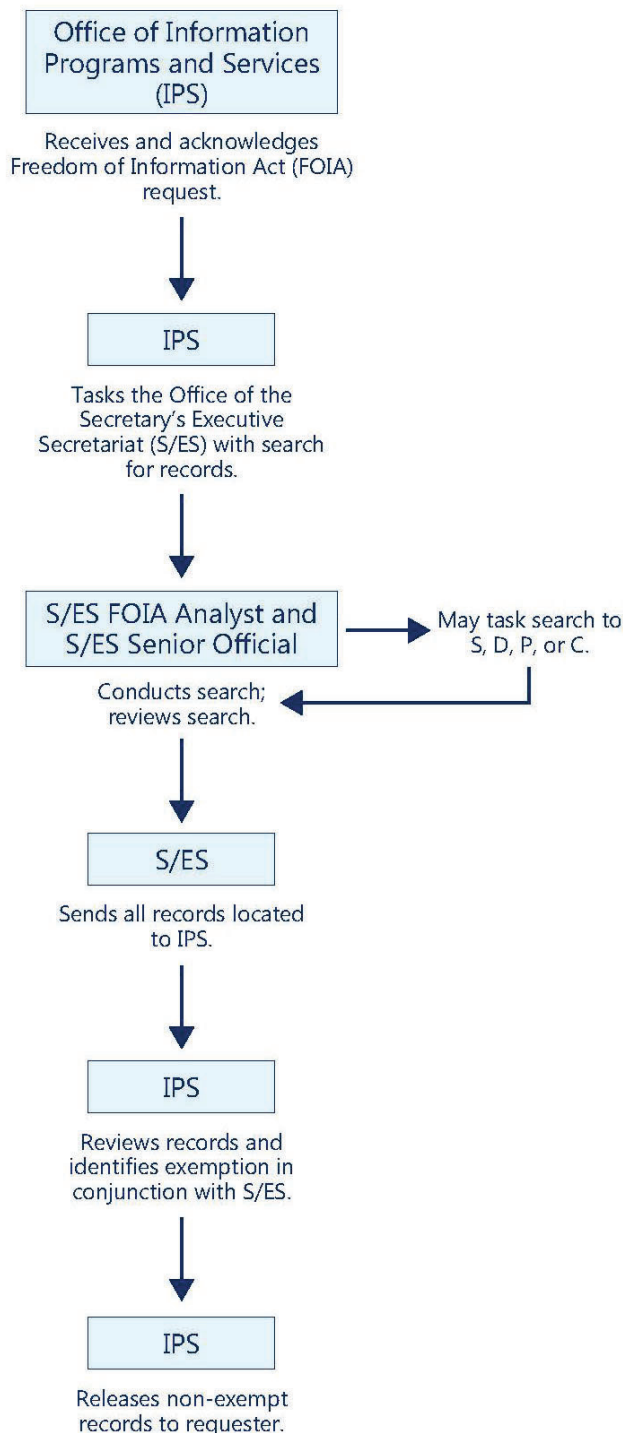 Office of Information
Programs and Services
(IPS)
Receives and acknowledges
Freedom of Information Act (FOIA)
request.
IPS
Tasks the Office of the
Secretary’s Executive
Secretariat (S/ES) with search
for records.
S/ES FOIA Analyst and
S/ES Senior Official
May task search to
S, D, P, or C.
Conducts search;
reviews search.
S/ES
Sends all records located
to IPS.
IPS
Reviews records and
identifies exemption in
conjunction with S/ES.
IPS
Releases non-exempt
records to requester.